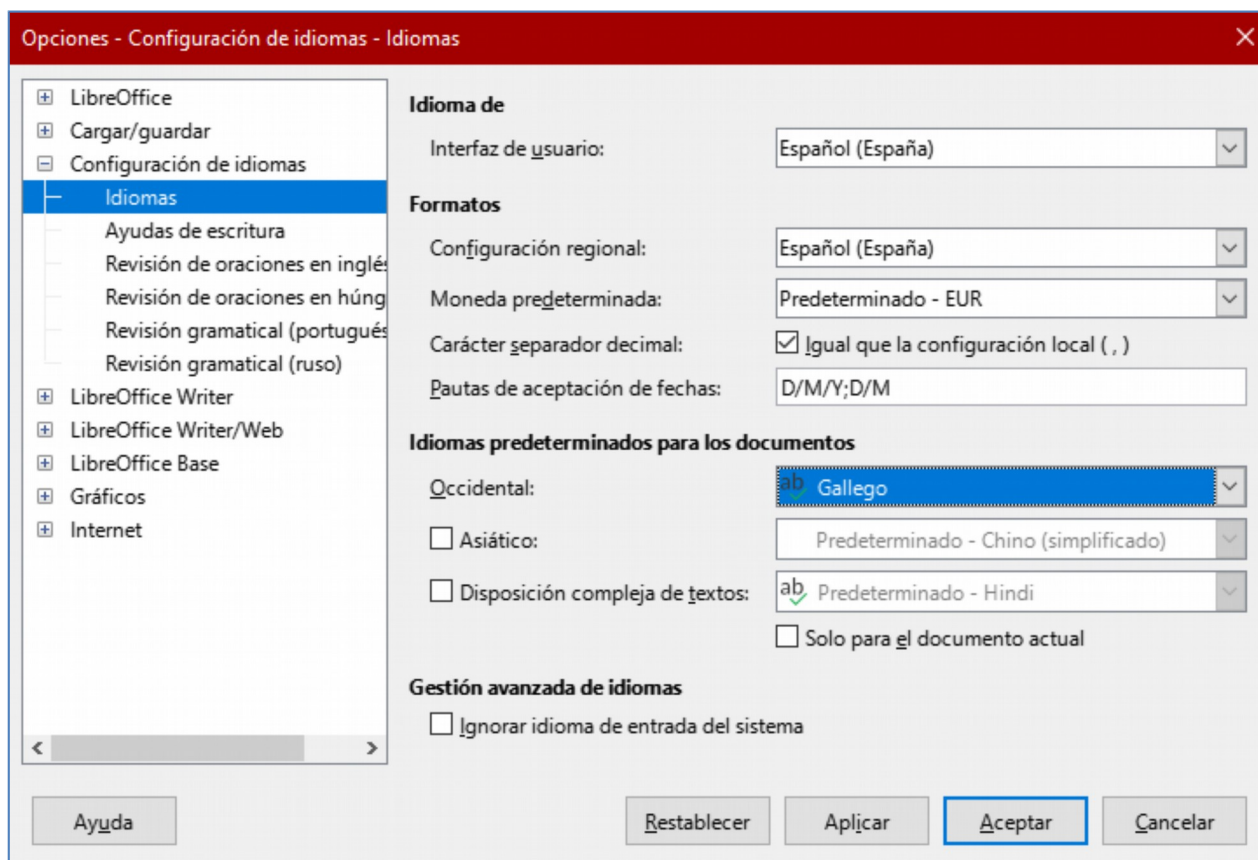 Opciones - Configuración de idiomas - Idiomas
LibreOffice
Cargar/guardar
Configuración de idiomas
Idiomas
Ayudas de escritura
Revisión de oraciones en inglés
Revisión de oraciones en húng
Revisión gramatical (portugués
Revisión gramatical (ruso)
LibreOffice Writer
LibreOffice Writer/Web
LibreOffice Base
Gráficos
Internet
Idioma de
Interfaz de usuario: Español (España)
Formatos
Configuración regional: Español (España)
Moneda predeterminada: Predeterminado - EUR
Carácter separador decimal: Igual que la configuración local ( , )
Pautas de aceptación de fechas: D/M/Y;D/M
Idiomas predeterminados para los documentos
Occidental: ab Gallego
Asiático: Predeterminado - Chino (simplificado)
Disposición compleja de textos: ab Predeterminado - Hindi
Solo para el documento actual
Gestión avanzada de idiomas
Ignorar idioma de entrada del sistema
Ayuda Restablecer Aplicar Aceptar Cancelar